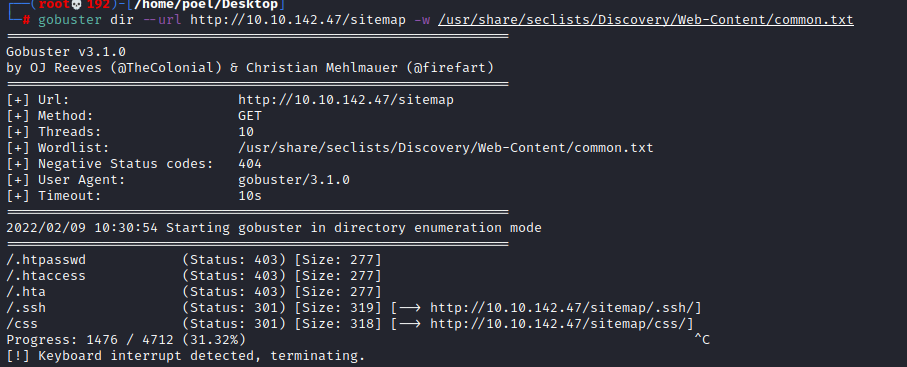 ┌──(root💀192)-[/home/poel/Desktop]
└─# gobuster dir --url http://10.10.142.47/sitemap -w /usr/share/seclists/Discovery/Web-Content/common.txt
===============================================================
Gobuster v3.1.0
by OJ Reeves (@TheColonial) & Christian Mehlmauer (@firefart)
===============================================================
[+] Url:                     http://10.10.142.47/sitemap
[+] Method:                  GET
[+] Threads:                 10
[+] Wordlist:                /usr/share/seclists/Discovery/Web-Content/common.txt
[+] Negative Status codes:   404
[+] User Agent:              gobuster/3.1.0
[+] Timeout:                 10s
===============================================================
2022/02/09 10:30:54 Starting gobuster in directory enumeration mode
===============================================================
/.htpasswd            (Status: 403) [Size: 277]
/.htaccess            (Status: 403) [Size: 277]
/.hta                 (Status: 403) [Size: 277]
/.ssh                 (Status: 301) [Size: 319] [--> http://10.10.142.47/sitemap/.ssh/]
/css                  (Status: 301) [Size: 318] [--> http://10.10.142.47/sitemap/css/]
Progress: 1476 / 4712 (31.32%)                                                        ^C
[!] Keyboard interrupt detected, terminating.